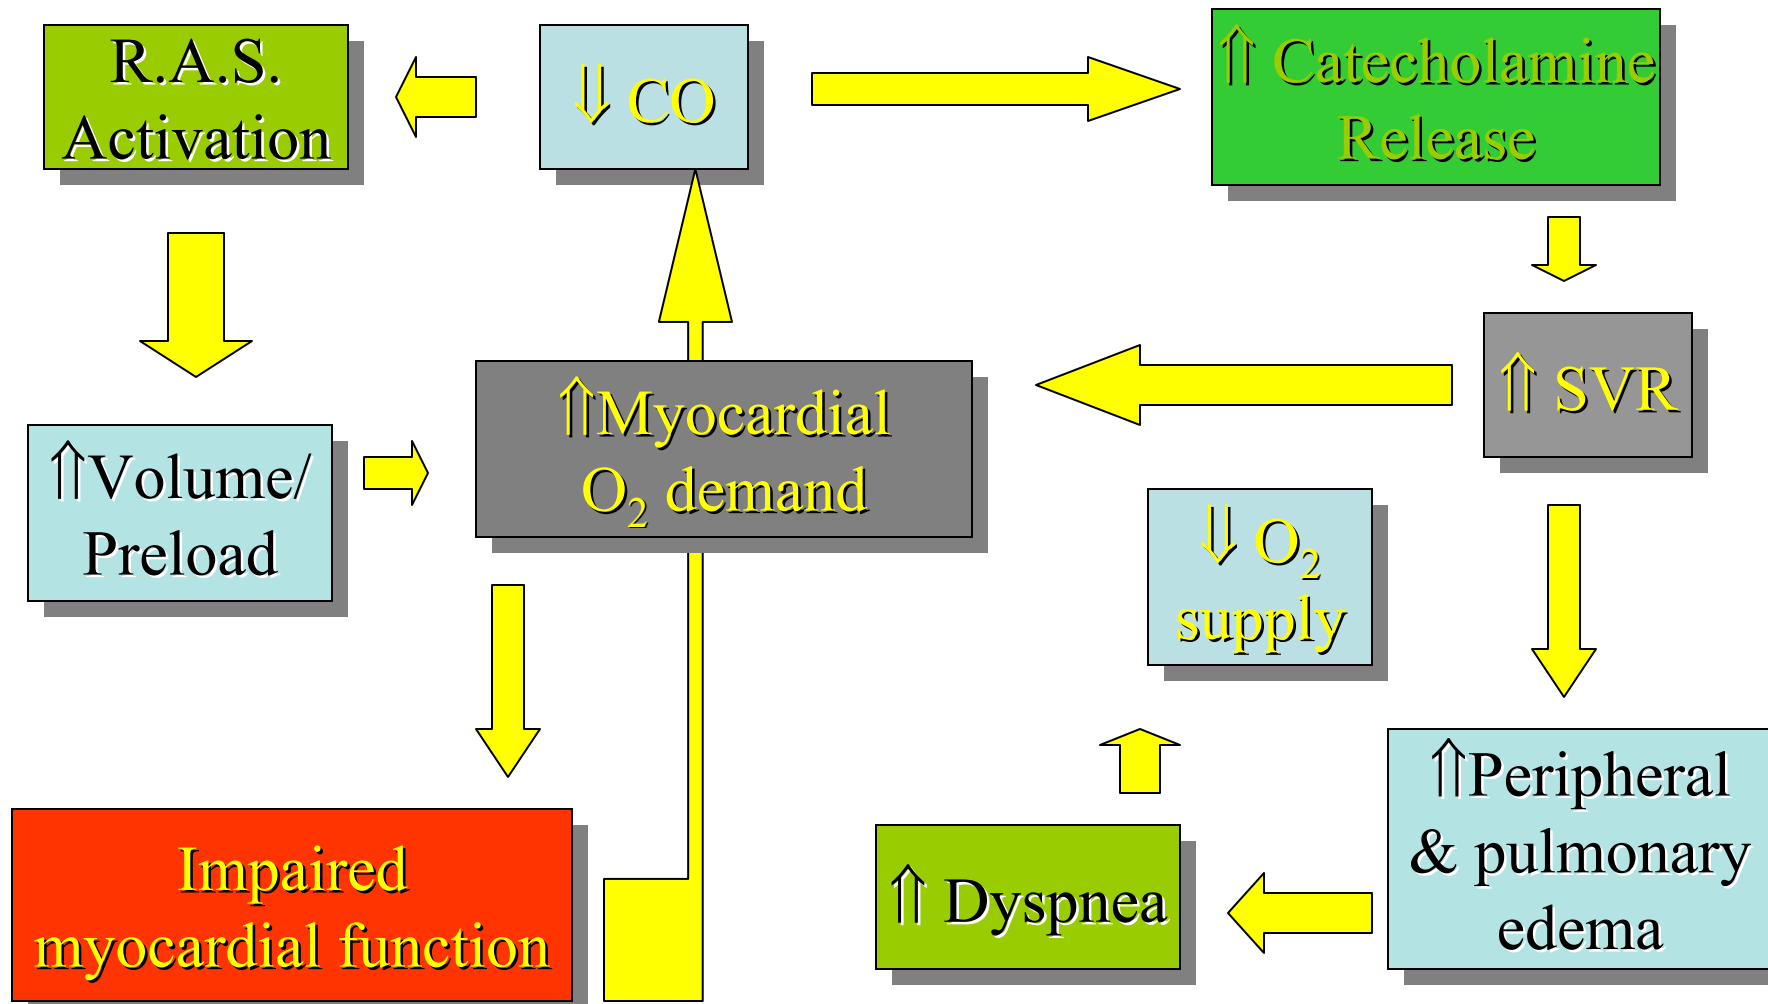 R.A.S.
Activation
⇓ CO
⇑ Catecholamine
Release
⇑Myocardial
O₂ demand
⇑ SVR
⇑Volume/
Preload
⇓ O₂
supply
Impaired
myocardial function
⇑ Dyspnea
⇑Peripheral
& pulmonary
edema